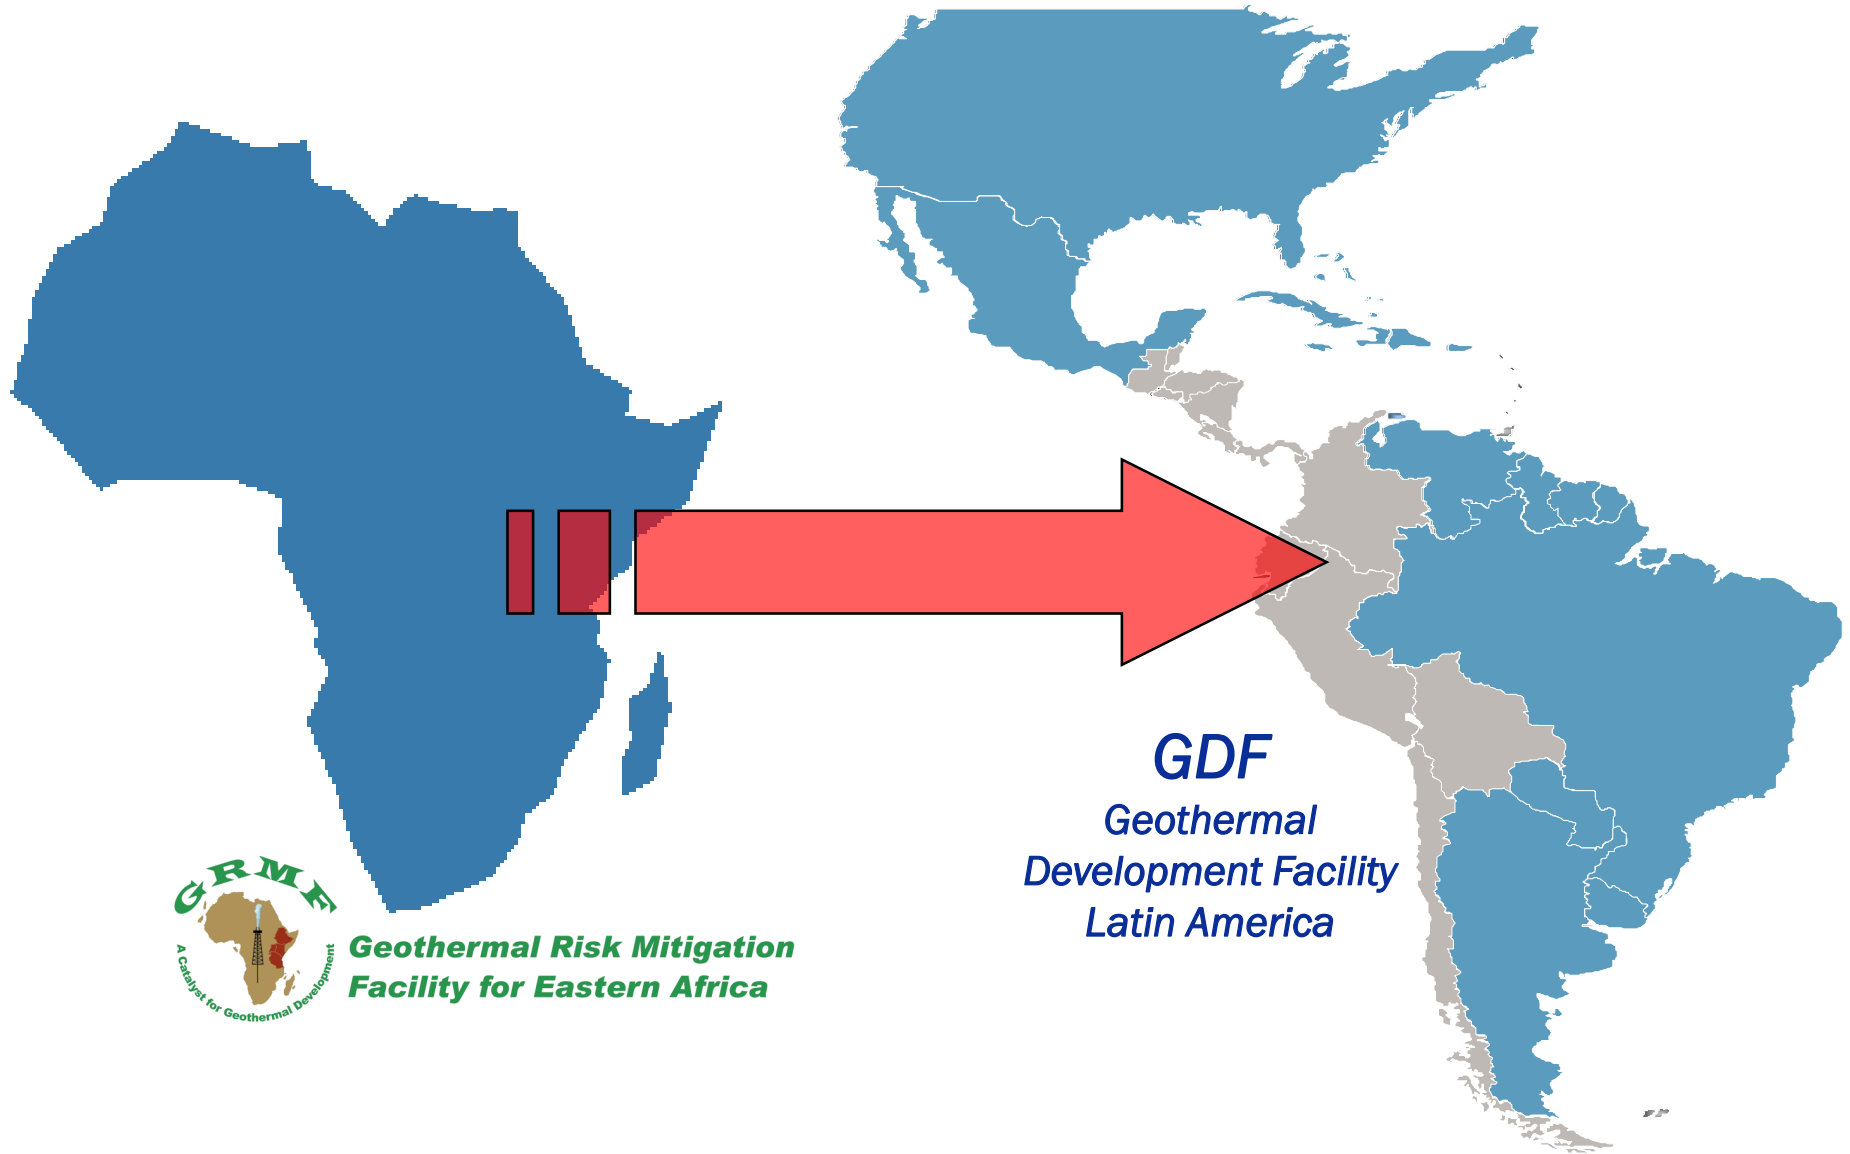 GRMF
A Catalyst for Geothermal Development
Geothermal Risk Mitigation
Facility for Eastern Africa
GDF
Geothermal
Development Facility
Latin America